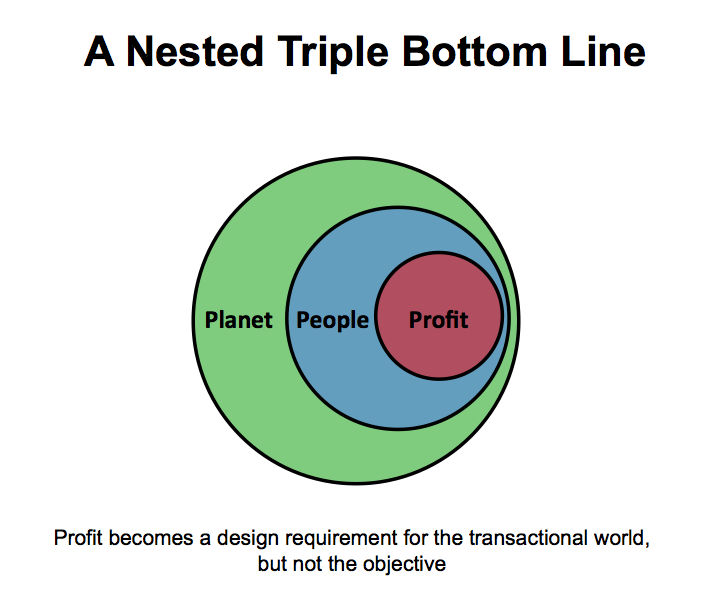 A Nested Triple Bottom Line
Planet People Profit
Profit becomes a design requirement for the transactional world,
but not the objective